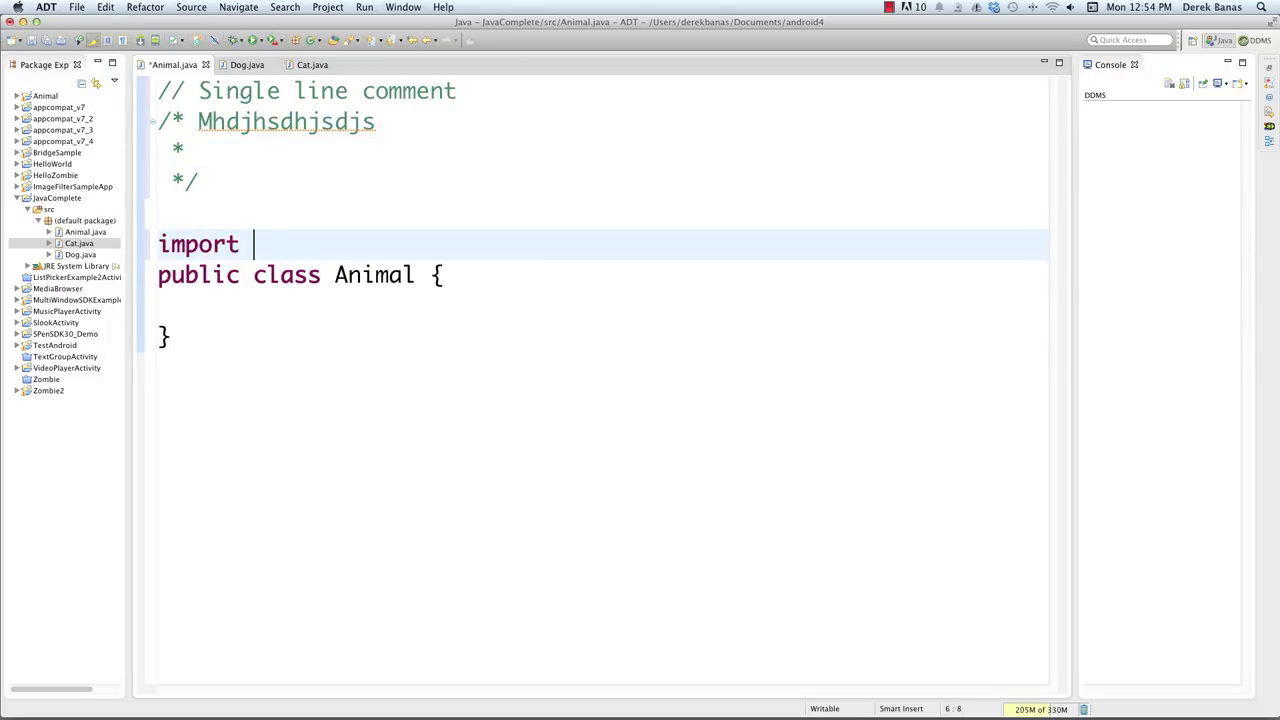 ADT File Edit Refactor Source Navigate Search Project Run Window Help 10 Mon 12:54 PM Derek Banas
Java - JavaComplete/src/Animal.java - ADT - /Users/derekbanas/Documents/android4
Quick Access Java DDMS
Package Exp *Animal.java Dog.java Cat.java Console
DDMS
Animal
appcompat_v7
appcompat_v7_2
appcompat_v7_3
appcompat_v7_4
BridgeSample
HelloWorld
HelloZombie
ImageFilterSampleApp
JavaComplete
src
(default package)
Animal.java
Cat.java
Dog.java
JRE System Library [Ja
ListPickerExample2Activi
MediaBrowser
MultiWindowSDKExample
MusicPlayerActivity
SlookActivity
SPenSDK30_Demo
TestAndroid
TextGroupActivity
VideoPlayerActivity
Zombie
Zombie2
// Single line comment
/* Mhdjhsdhjsdjs
*
*/
import
public class Animal {
}
Writable Smart Insert 6 : 8 205M of 330M